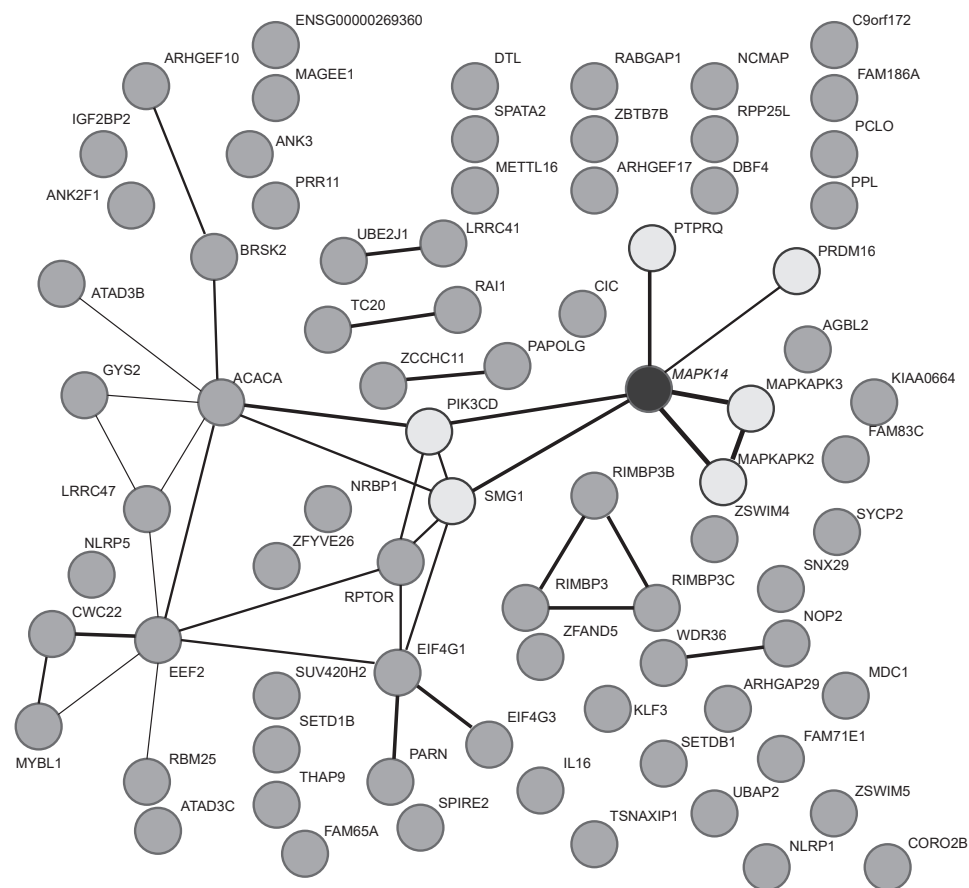 ENSG00000269360
C9orf172
ARHGEF10
DTL
RABGAP1
NCMAP
MAGEE1
FAM186A
SPATA2
ZBTB7B
RPP25L
IGF2BP2
PCLO
ANK3
METTL16
ARHGEF17
DBF4
PRR11
PPL
ANK2F1
UBE2J1
LRRC41
PTPRQ
BRSK2
PRDM16
ATAD3B
RAI1
CIC
TC20
AGBL2
PAPOLG
ZCCHC11
GYS2
ACACA
MAPK14
MAPKAPK3
KIAA0664
PIK3CD
FAM83C
MAPKAPK2
RIMBP3B
LRRC47
NRBP1
SMG1
ZSWIM4
SYCP2
NLRP5
ZFYVE26
SNX29
RIMBP3
RIMBP3C
RPTOR
CWC22
ZFAND5
WDR36
NOP2
EIF4G1
EEF2
SUV420H2
MDC1
ARHGAP29
KLF3
EIF4G3
SETD1B
FAM71E1
SETDB1
PARN
MYBL1
RBM25
IL16
THAP9
UBAP2
ZSWIM5
ATAD3C
SPIRE2
TSNAXIP1
FAM65A
NLRP1
CORO2B